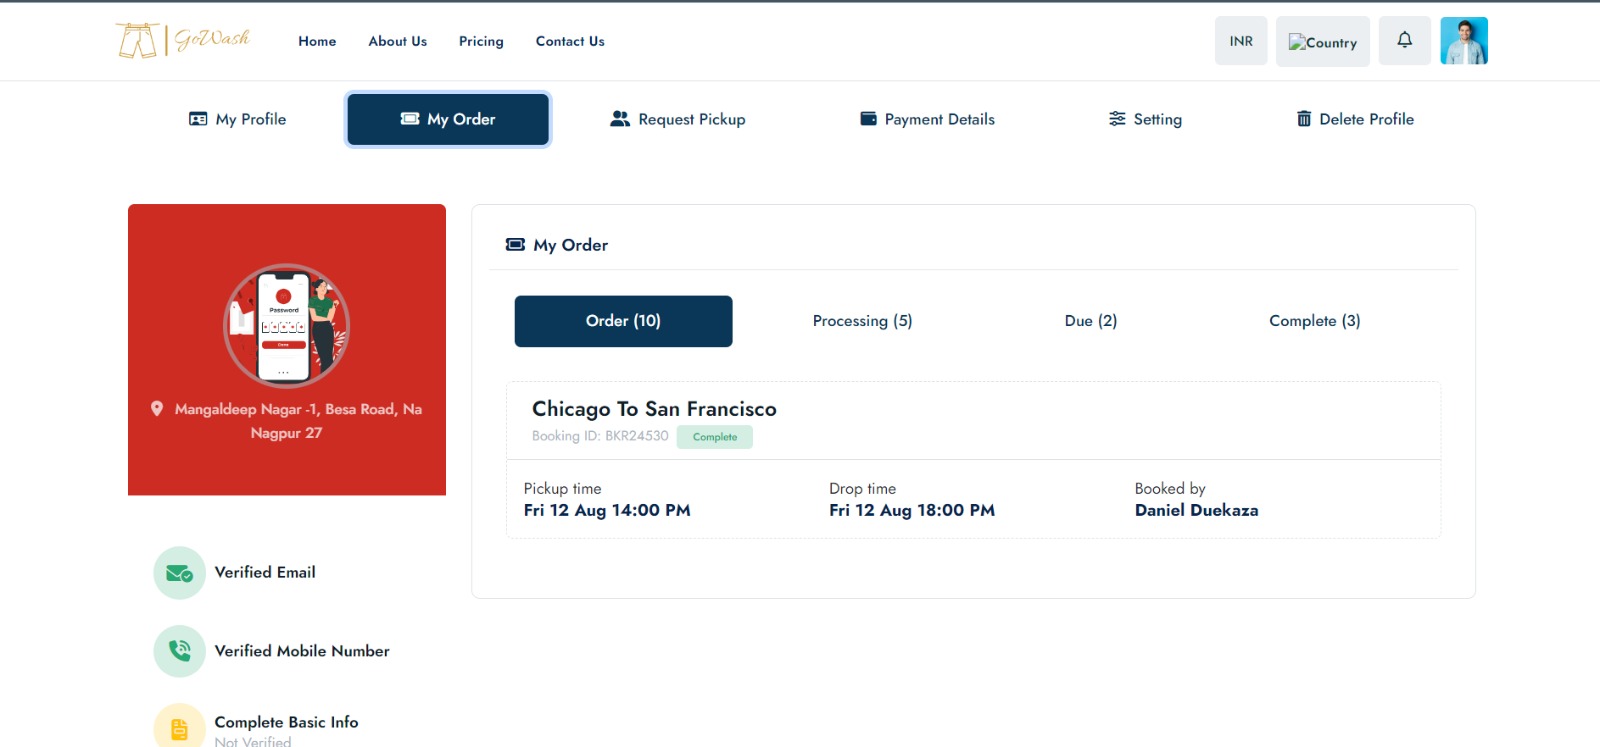 GoWash
Home
About Us
Pricing
Contact Us
INR
Country
My Profile
My Order
Request Pickup
Payment Details
Setting
Delete Profile
Password
Mangaldeep Nagar -1, Besa Road, Na
Nagpur 27
Verified Email
Verified Mobile Number
Complete Basic Info
Not Verified
My Order
Order (10)
Processing (5)
Due (2)
Complete (3)
Chicago To San Francisco
Booking ID: BKR24530
Complete
Pickup time
Fri 12 Aug 14:00 PM
Drop time
Fri 12 Aug 18:00 PM
Booked by
Daniel Duekaza